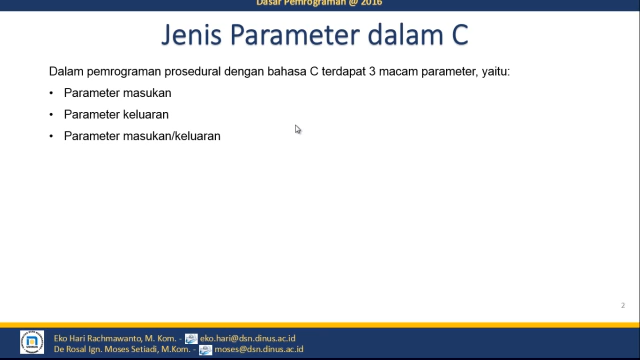 Dasar Pemrograman @ 2016
Jenis Parameter dalam C
Dalam pemrograman prosedural dengan bahasa C terdapat 3 macam parameter, yaitu:
• Parameter masukan
• Parameter keluaran
• Parameter masukan/keluaran
2
Eko Hari Rachmawanto, M. Kom. - eko.hari@dsn.dinus.ac.id
De Rosal Ign. Moses Setiadi, M.Kom. - moses@dsn.dinus.ac.id